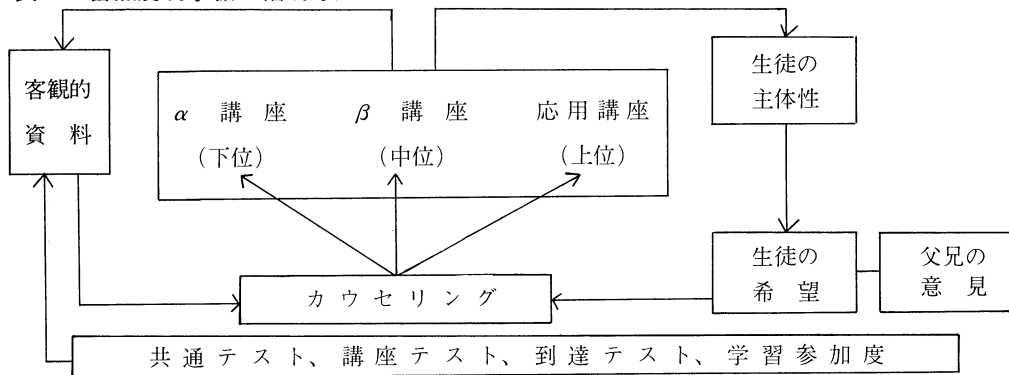 客観的
資料
α 講座
(下位)
β 講座
(中位)
応用講座
(上位)
生徒の
主体性
生徒の
希望
父兄の
意見
カウセリング
共通テスト、講座テスト、到達テスト、学習参加度